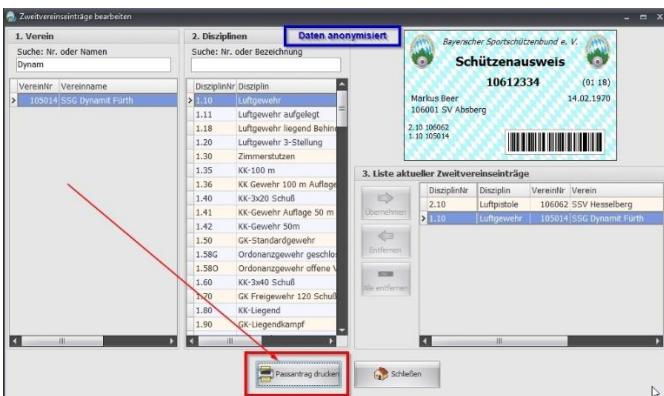 Zweitvereinseinträge bearbeiten
1. Verein
Suche: Nr. oder Namen
Dynam
VereinNr Vereinname
105014 SSG Dynamit Fürth
2. Disziplinen
Daten anonymisiert
Suche: Nr. oder Bezeichnung
DisziplinNr Disziplin
1.10 Luftgewehr
1.11 Luftgewehr aufgelegt
1.18 Luftgewehr liegend Behin
1.20 Luftgewehr 3-Stellung
1.30 Zimmerstutzen
1.35 KK-100 m
1.36 KK Gewehr 100 m Auflage
1.40 KK-3x20 Schuß
1.41 KK-Gewehr Auflage 50 m
1.42 KK-Gewehr 50m
1.50 GK-Standardgewehr
1.58G Ordonanzgewehr geschlo
1.58O Ordonanzgewehr offene V
1.60 KK-3x40 Schuß
1.70 GK Freigewehr 120 Schuß
1.80 KK-Liegend
1.90 GK-Liegendkampf
Bayerischer Sportschützenbund e. V.
Schützenausweis
10612334 (01 18)
Markus Beer 14.02.1970
106001 SV Absberg
2.10 106062
1.10 105014
3. Liste aktueller Zweitvereinseinträge
DisziplinNr Disziplin VereinNr Verein
2.10 Luftpistole 106062 SSV Hesselberg
1.10 Luftgewehr 105014 SSG Dynamit Fürth
Übernehmen
Entfernen
Alle entfernen
Passantrag drucken
Schließen